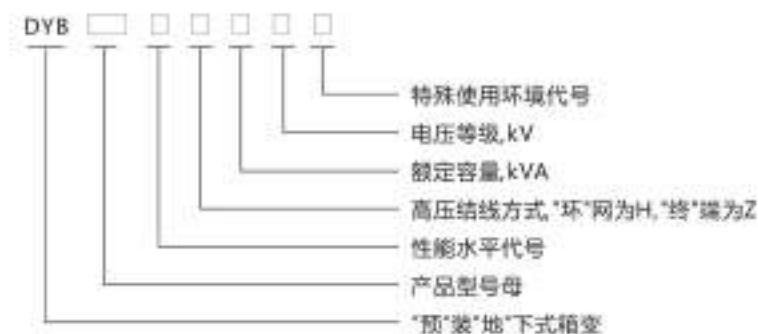 DYB
特殊使用环境代号
电压等级,kV
额定容量,kVA
高压结线方式,"环"网为H,"终"端为Z
性能水平代号
产品型号母
"预"装"地"下式箱变